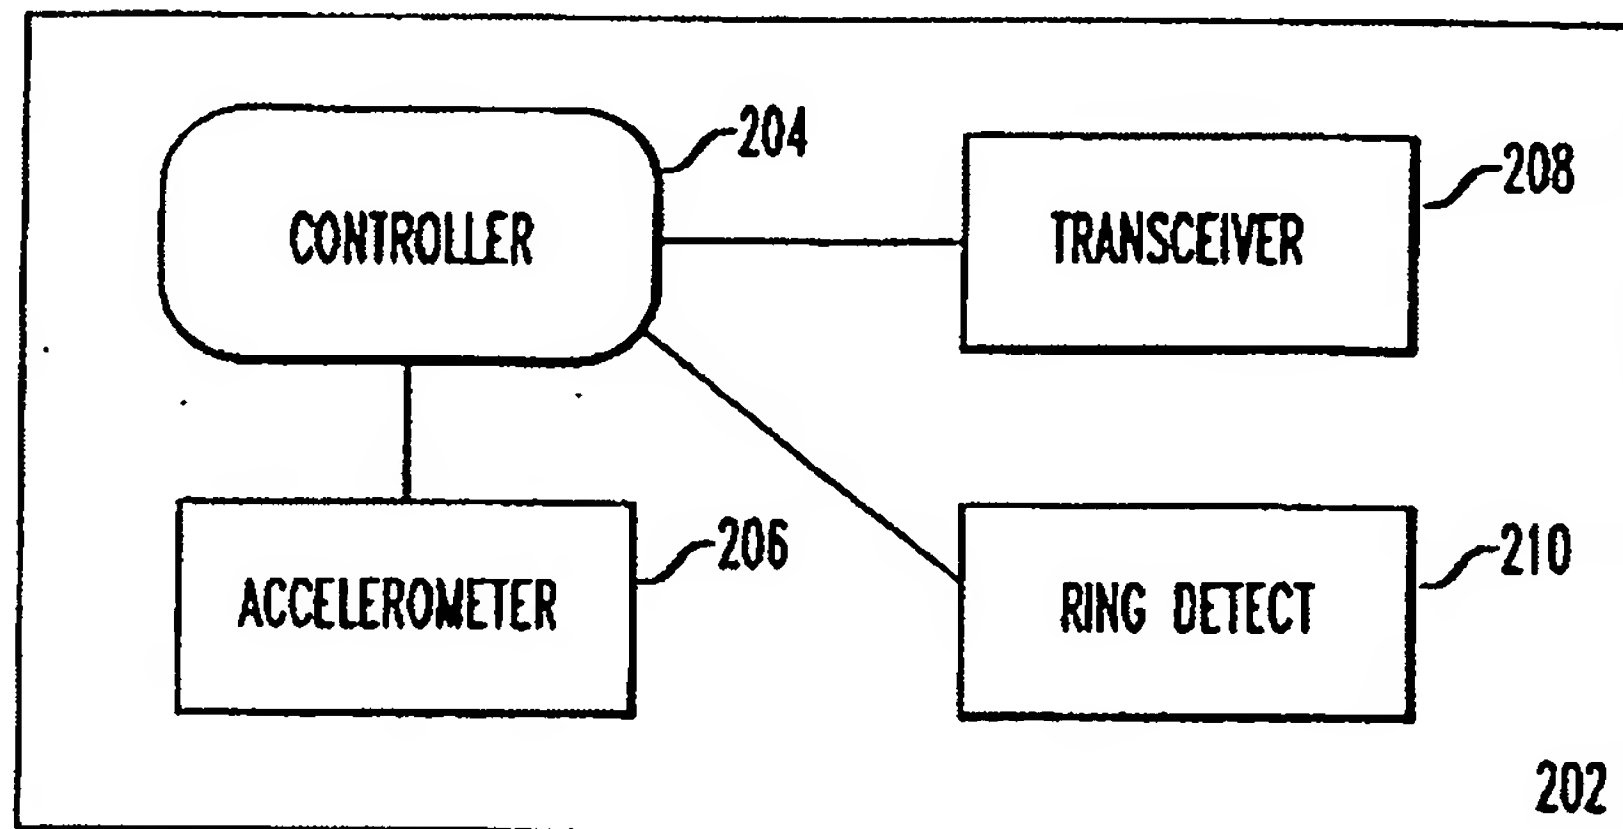 CONTROLLER
204
TRANSCEIVER
208
ACCELEROMETER
206
RING DETECT
210
202